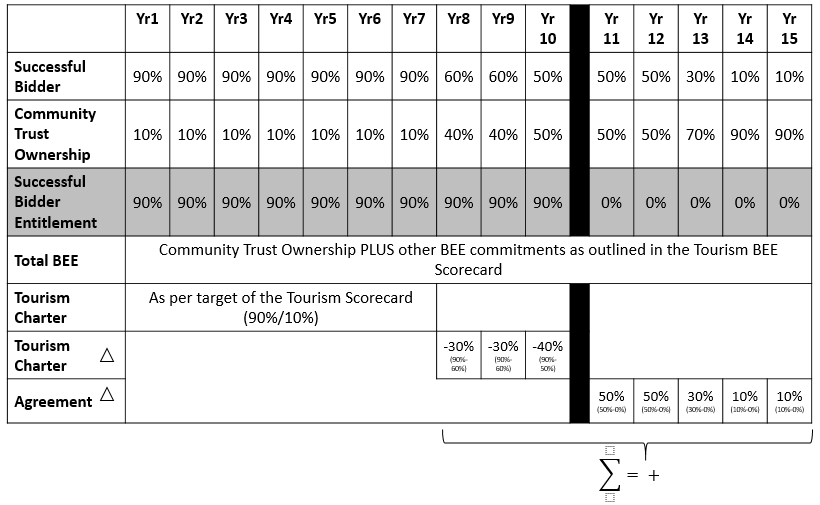 Yr1 Yr2 Yr3 Yr4 Yr5 Yr6 Yr7 Yr8 Yr9 Yr 10 Yr 11 Yr 12 Yr 13 Yr 14 Yr 15
Successful Bidder 90% 90% 90% 90% 90% 90% 90% 60% 60% 50% 50% 50% 30% 10% 10%
Community Trust Ownership 10% 10% 10% 10% 10% 10% 10% 40% 40% 50% 50% 50% 70% 90% 90%
Successful Bidder Entitlement 90% 90% 90% 90% 90% 90% 90% 90% 90% 90% 0% 0% 0% 0% 0%
Total BEE
Community Trust Ownership PLUS other BEE commitments as outlined in the Tourism BEE
Scorecard
Tourism Charter
As per target of the Tourism Scorecard
(90%/10%)
Tourism Charter △ -30% (90%-60%) -30% (90%-60%) -40% (90%-50%)
Agreement △ 50% (50%-0%) 50% (50%-0%) 30% (30%-0%) 10% (10%-0%) 10% (10%-0%)
∑ = +